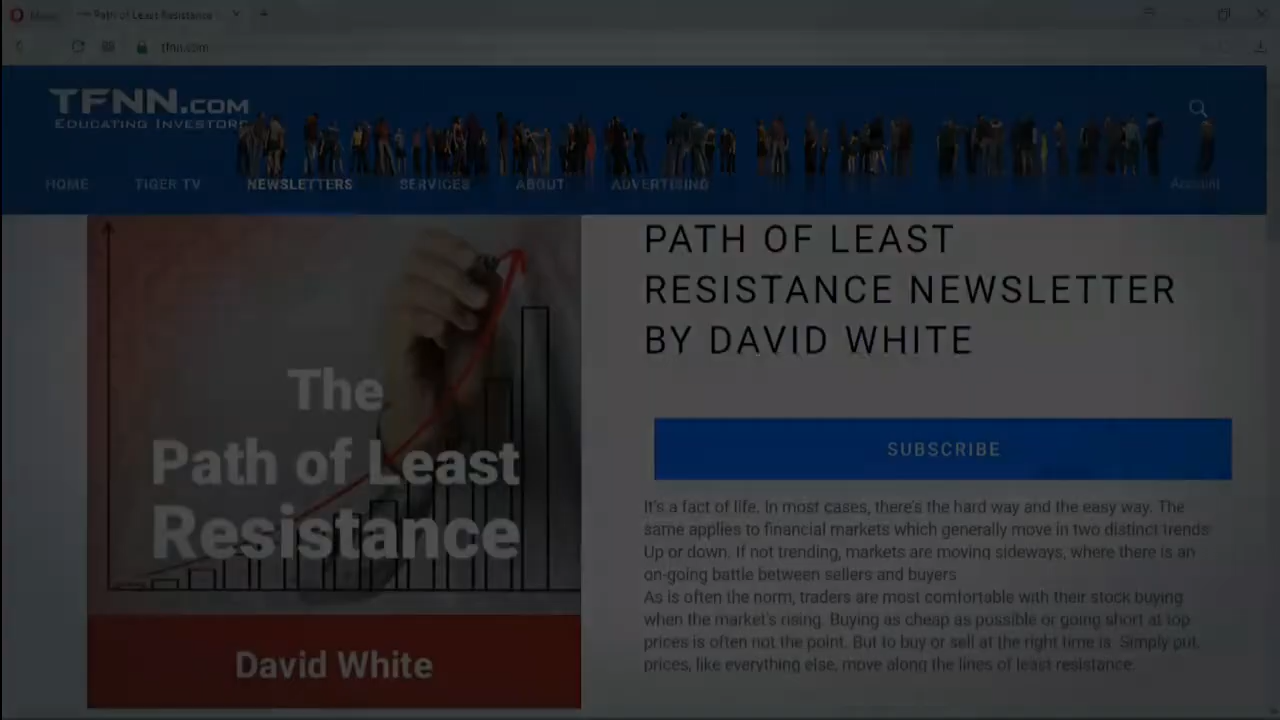 Path of Least Resistance
tfnn.com
TFNN.COM
EDUCATING INVESTORS
HOME TIGER TV NEWSLETTERS SERVICES ABOUT ADVERTISING Account
PATH OF LEAST
RESISTANCE NEWSLETTER
BY DAVID WHITE
The
Path of Least
Resistance
David White
SUBSCRIBE
It's a fact of life. In most cases, there's the hard way and the easy way. The
same applies to financial markets which generally move in two distinct trends
Up or down. If not trending, markets are moving sideways, where there is an
on-going battle between sellers and buyers
As is often the norm, traders are most comfortable with their stock buying
when the market's rising. Buying as cheap as possible or going short at top
prices is often not the point. But to buy or sell at the right time is. Simply put,
prices, like everything else, move along the lines of least resistance.